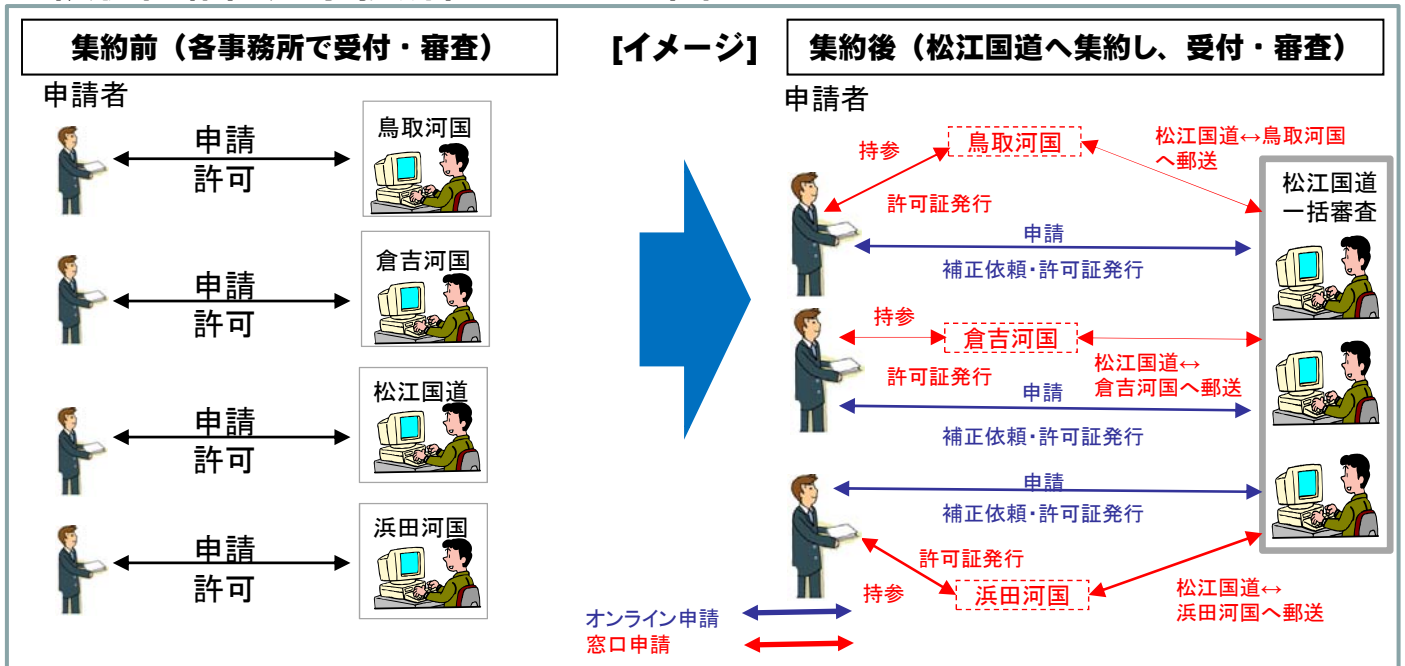 集約前（各事務所で受付・審査）
[イメージ]
集約後（松江国道へ集約し、受付・審査）
申請者
申請
許可
鳥取河国
申請
許可
倉吉河国
申請
許可
松江国道
申請
許可
浜田河国
申請者
持参
鳥取河国
松江国道↔鳥取河国
へ郵送
許可証発行
松江国道
一括審査
申請
補正依頼・許可証発行
持参
倉吉河国
許可証発行
松江国道↔
倉吉河国へ郵送
申請
補正依頼・許可証発行
申請
補正依頼・許可証発行
許可証発行
持参
浜田河国
松江国道↔
浜田河国へ郵送
オンライン申請
窓口申請